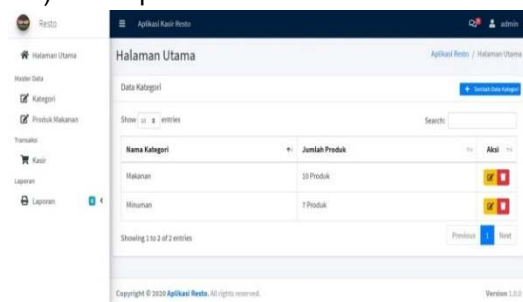 Resto
Aplikasi Kasir Resto
admin
Halaman Utama
Master Data
Kategori
Produk Makanan
Transaksi
Kasir
Laporan
Laporan
Halaman Utama
Aplikasi Resto / Halaman Utama
Data Kategori
+ Tambah Data Kategori
Show 10 entries
Search:
Nama Kategori
Jumlah Produk
Aksi
Makanan
10 Produk
Minuman
7 Produk
Showing 1 to 2 of 2 entries
Previous 1 Next
Copyright © 2020 Aplikasi Resto. All rights reserved.
Version 1.0.0